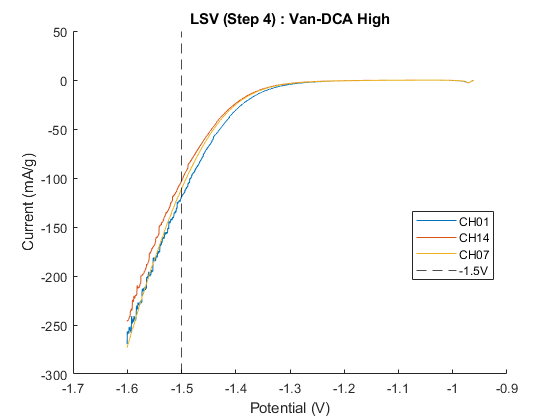 LSV (Step 4) : Van-DCA High
50
0
-50
-100
-150
-200
-250
-300
Current (mA/g)
CH01
CH14
CH07
-1.5V
-1.7 -1.6 -1.5 -1.4 -1.3 -1.2 -1.1 -1 -0.9
Potential (V)